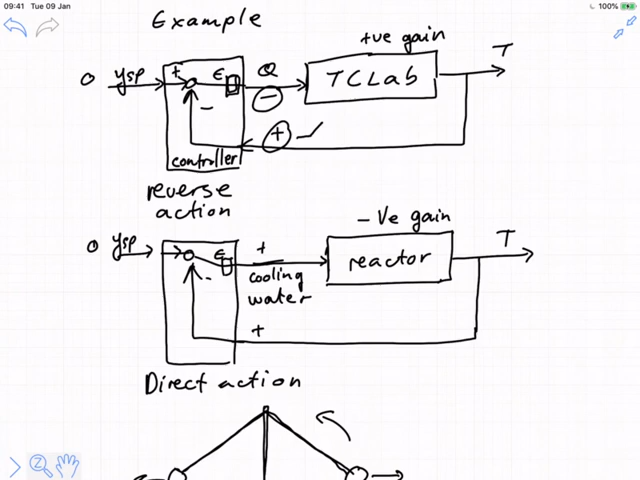 09:41 Tue 09 Jan
100%
Example
+ve gain
0 ysp + E Q TCLab T
−
− +
controller
reverse
action
−ve gain
0 ysp E + reactor T
cooling
water
−
+
Direct action